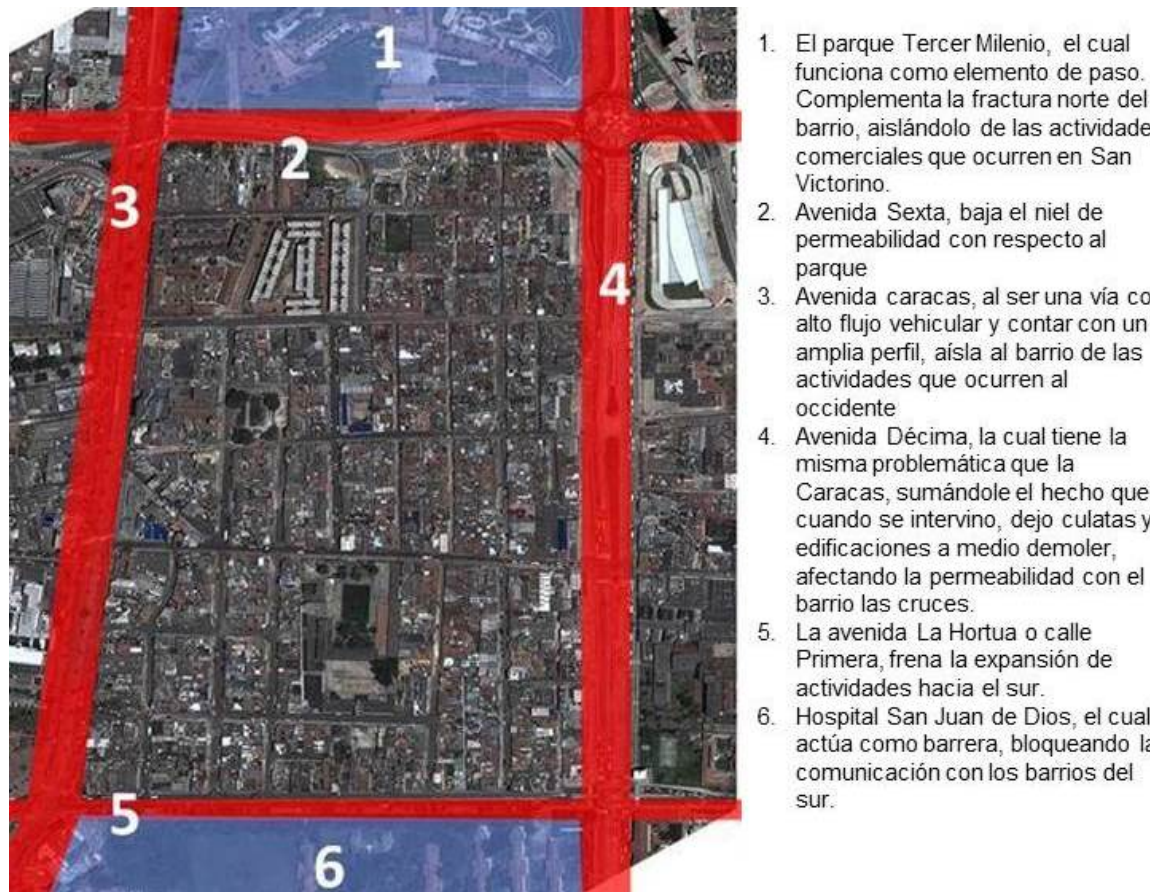 1
2
3
4
5
6
N
1. El parque Tercer Milenio, el cual
funciona como elemento de paso.
Complementa la fractura norte del
barrio, aislándolo de las actividade
comerciales que ocurren en San
Victorino.
2. Avenida Sexta, baja el niel de
permeabilidad con respecto al
parque
3. Avenida caracas, al ser una vía co
alto flujo vehicular y contar con un
amplia perfil, aísla al barrio de las
actividades que ocurren al
occidente
4. Avenida Décima, la cual tiene la
misma problemática que la
Caracas, sumándole el hecho que
cuando se intervino, dejo culatas y
edificaciones a medio demoler,
afectando la permeabilidad con el
barrio las cruces.
5. La avenida La Hortua o calle
Primera, frena la expansión de
actividades hacia el sur.
6. Hospital San Juan de Dios, el cual
actúa como barrera, bloqueando la
comunicación con los barrios del
sur.